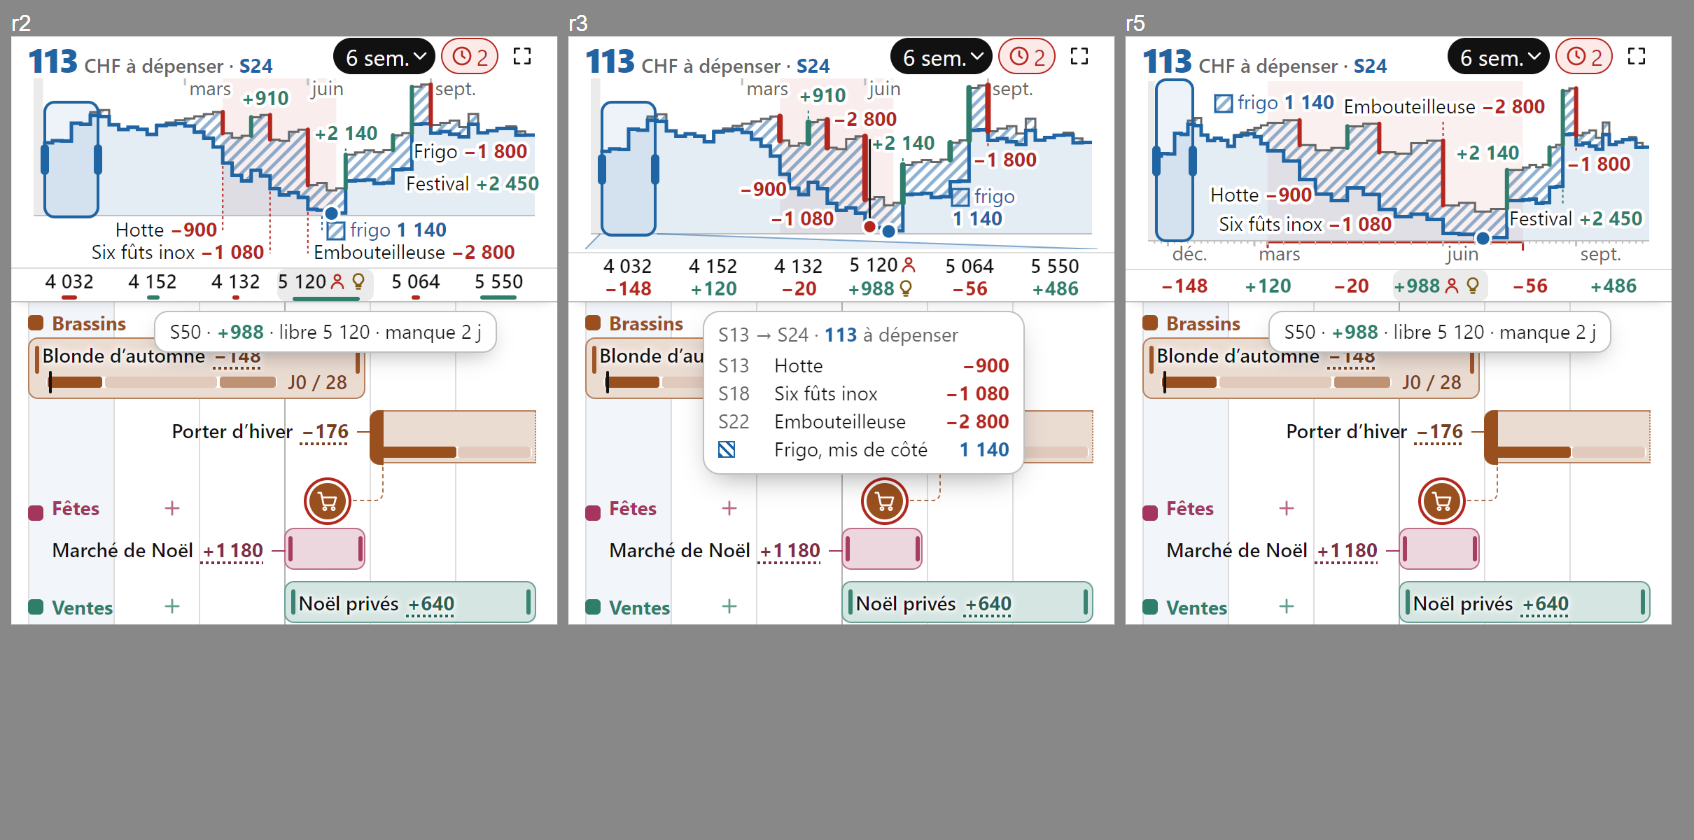 r2
113 CHF à dépenser · S24
6 sem.
2
mars
juin
sept.
+910
+2 140
Frigo −1 800
Festival +2 450
Hotte −900
frigo 1 140
Six fûts inox −1 080
Embouteilleuse −2 800
4 032
4 152
4 132
5 120
5 064
5 550
Brassins
S50 · +988 · libre 5 120 · manque 2 j
Blonde d’automne −148
J0 / 28
Porter d’hiver −176
Fêtes
+
Marché de Noël +1 180
Ventes
+
Noël privés +640
r3
113 CHF à dépenser · S24
6 sem.
2
mars
juin
sept.
+910
−2 800
+2 140
−1 800
−900
−1 080
frigo
1 140
4 032
4 152
4 132
5 120
5 064
5 550
−148
+120
−20
+988
−56
+486
Brassins
Blonde d’au
S13 → S24 · 113 à dépenser
S13 Hotte −900
S18 Six fûts inox −1 080
S22 Embouteilleuse −2 800
Frigo, mis de côté 1 140
Fêtes
+
Marché de Noël +1 180
Ventes
+
Noël privés +640
r5
113 CHF à dépenser · S24
6 sem.
2
frigo 1 140
Embouteilleuse −2 800
+2 140
−1 800
Hotte −900
Six fûts inox −1 080
Festival +2 450
déc.
mars
juin
sept.
−148
+120
−20
+988
−56
+486
Brassins
S50 · +988 · libre 5 120 · manque 2 j
Blonde d’automne −148
J0 / 28
Porter d’hiver −176
Fêtes
+
Marché de Noël +1 180
Ventes
+
Noël privés +640